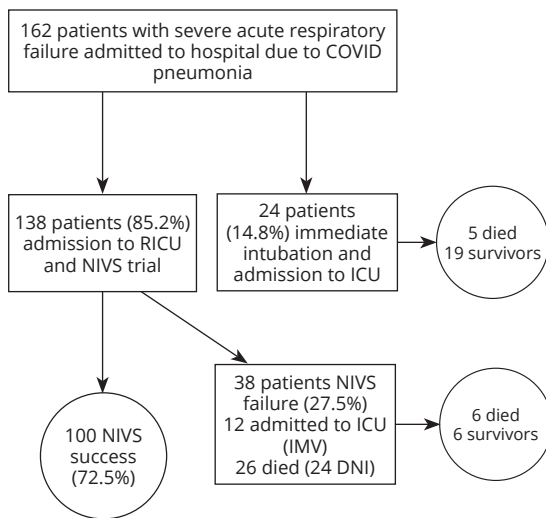 162 patients with severe acute respiratory
failure admitted to hospital due to COVID
pneumonia
138 patients (85.2%)
admission to RICU
and NIVS trial
24 patients
(14.8%) immediate
intubation and
admission to ICU
5 died
19 survivors
100 NIVS
success
(72.5%)
38 patients NIVS
failure (27.5%)
12 admitted to ICU
(IMV)
26 died (24 DNI)
6 died
6 survivors